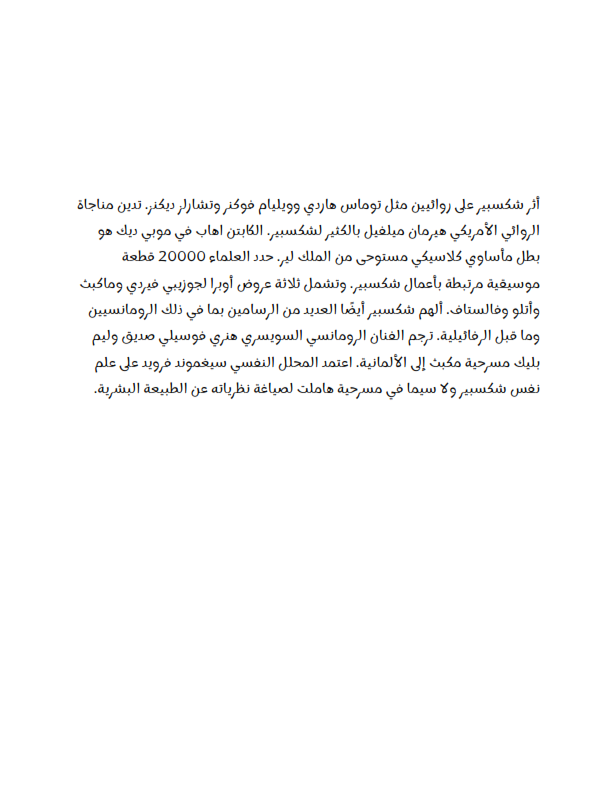 أثر شكسبير على روائيين مثل توماس هاردي وويليام فوكنر وتشارلز ديكنز. تدين مناجاة
الروائي الأمريكي هيرمان ميلفيل بالكثير لشكسبير. الكابتن اهاب في موبي ديك هو
بطل مأساوي كلاسيكي مستوحى من الملك لير. حدد العلماء 20000 قطعة
موسيقية مرتبطة بأعمال شكسبير. وتشمل ثلاثة عروض أوبرا لجوزيبي فيردي وماكبث
وأتلو وفالستاف. ألهم شكسبير أيضًا العديد من الرسامين بما في ذلك الرومانسيين
وما قبل الرفائيلية. ترجم الفنان الرومانسي السويسري هنري فوسيلي صديق وليم
بليك مسرحية مكبث إلى الألمانية. اعتمد المحلل النفسي سيغموند فرويد على علم
نفس شكسبير ولا سيما في مسرحية هاملت لصياغة نظرياته عن الطبيعة البشرية.